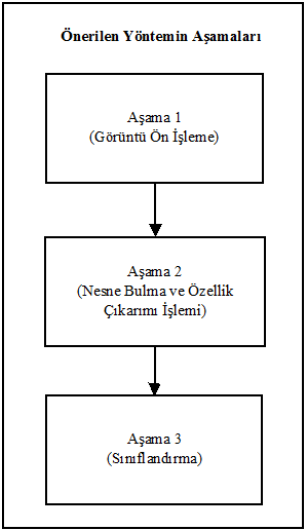 Önerilen Yöntemin Aşamaları
Aşama 1
(Görüntü Ön İşleme)
Aşama 2
(Nesne Bulma ve Özellik
Çıkarımı İşlemi)
Aşama 3
(Sınıflandırma)